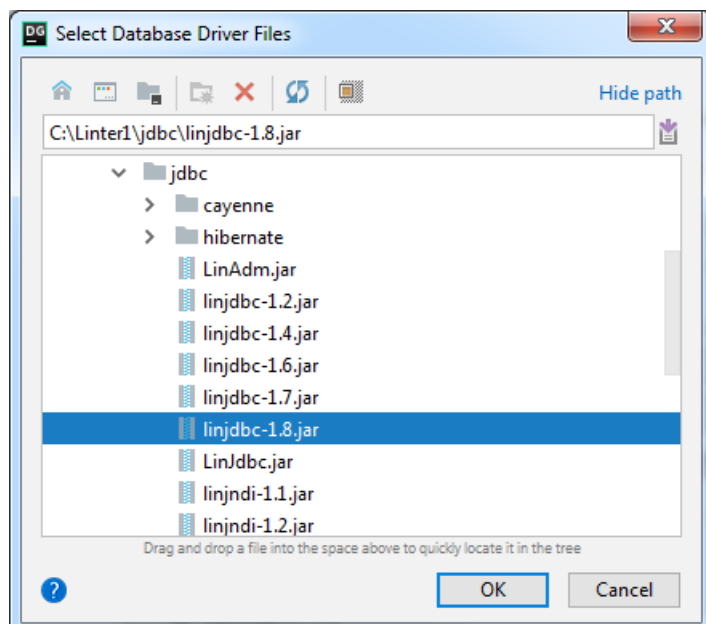 DG Select Database Driver Files
Hide path
C:\Linter1\jdbc\linjdbc-1.8.jar
jdbc
cayenne
hibernate
LinAdm.jar
linjdbc-1.2.jar
linjdbc-1.4.jar
linjdbc-1.6.jar
linjdbc-1.7.jar
linjdbc-1.8.jar
LinJdbc.jar
linjndi-1.1.jar
linjndi-1.2.jar
Drag and drop a file into the space above to quickly locate it in the tree
? OK Cancel